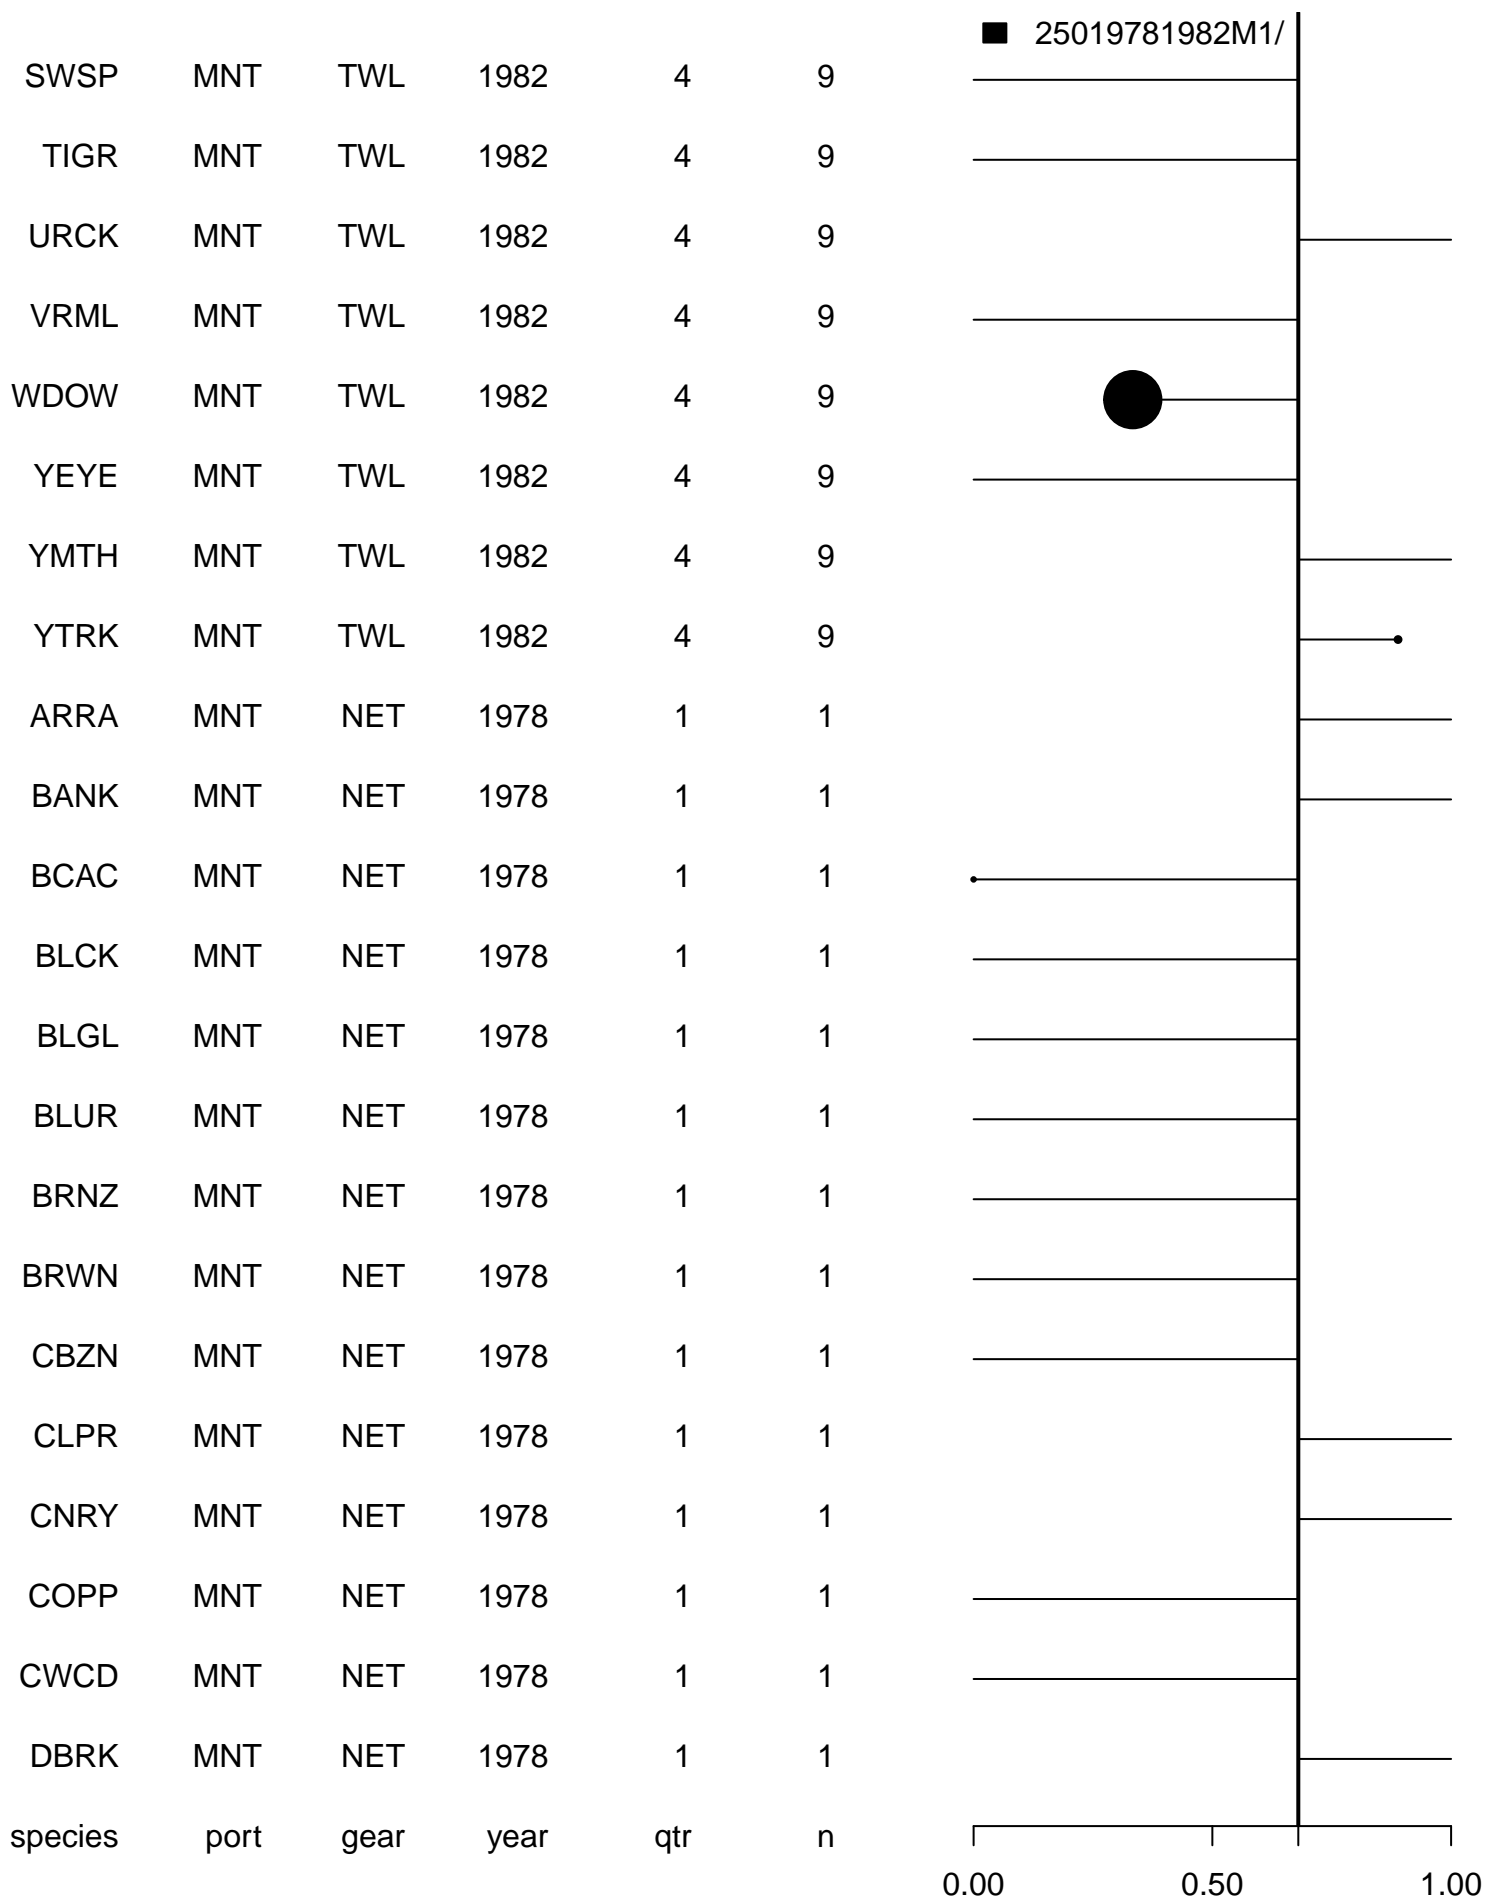 25019781982M1/
SWSP MNT TWL 1982 4 9
TIGR MNT TWL 1982 4 9
URCK MNT TWL 1982 4 9
VRML MNT TWL 1982 4 9
WDOW MNT TWL 1982 4 9
YEYE MNT TWL 1982 4 9
YMTH MNT TWL 1982 4 9
YTRK MNT TWL 1982 4 9
ARRA MNT NET 1978 1 1
BANK MNT NET 1978 1 1
BCAC MNT NET 1978 1 1
BLCK MNT NET 1978 1 1
BLGL MNT NET 1978 1 1
BLUR MNT NET 1978 1 1
BRNZ MNT NET 1978 1 1
BRWN MNT NET 1978 1 1
CBZN MNT NET 1978 1 1
CLPR MNT NET 1978 1 1
CNRY MNT NET 1978 1 1
COPP MNT NET 1978 1 1
CWCD MNT NET 1978 1 1
DBRK MNT NET 1978 1 1
species port gear year qtr n
0.00 0.50 1.00